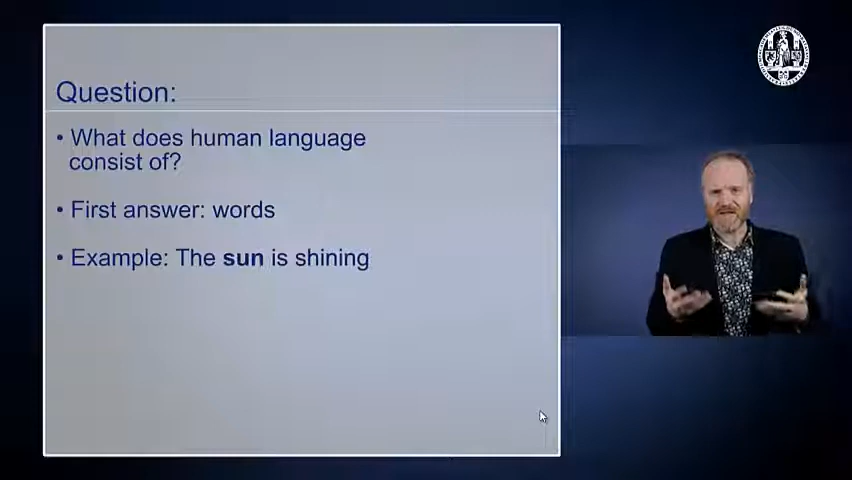 Question:
• What does human language
consist of?
• First answer: words
• Example: The sun is shining